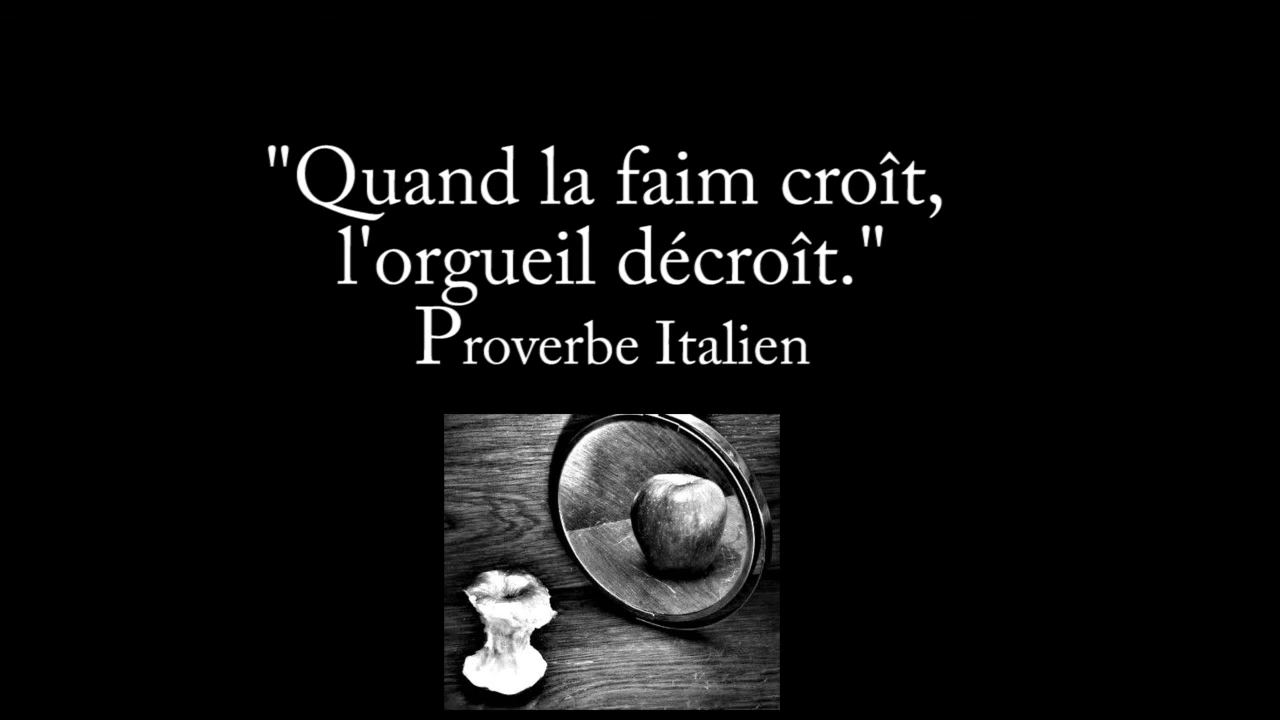 "Quand la faim croît,
l'orgueil décroît."
Proverbe Italien